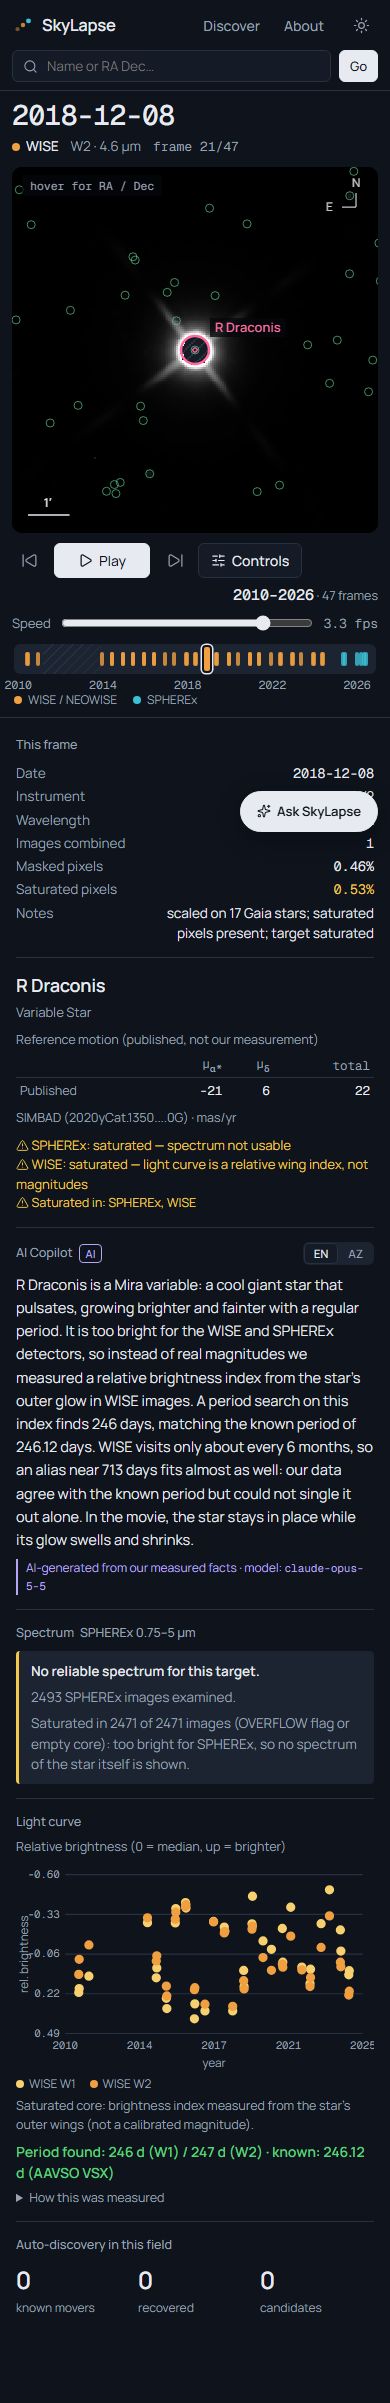 SkyLapse
Discover
About
Name or RA Dec...
Go
2018-12-08
WISE W2 · 4.6 µm frame 21/47
hover for RA / Dec
N
E
R Draconis
1′
Play
Controls
2010–2026 · 47 frames
Speed 3.3 fps
2010 2014 2018 2022 2026
WISE / NEOWISE SPHEREx
This frame
Date 2018-12-08
Instrument
Ask SkyLapse
Wavelength
Images combined 1
Masked pixels 0.46%
Saturated pixels 0.53%
Notes scaled on 17 Gaia stars; saturated
pixels present; target saturated
R Draconis
Variable Star
Reference motion (published, not our measurement)
µα* µδ total
Published -21 6 22
SIMBAD (2020yCat.1350....0G) · mas/yr
⚠ SPHEREx: saturated — spectrum not usable
⚠ WISE: saturated — light curve is a relative wing index, not
magnitudes
⚠ Saturated in: SPHEREx, WISE
AI Copilot AI EN AZ
R Draconis is a Mira variable: a cool giant star that
pulsates, growing brighter and fainter with a regular
period. It is too bright for the WISE and SPHEREx
detectors, so instead of real magnitudes we
measured a relative brightness index from the star's
outer glow in WISE images. A period search on this
index finds 246 days, matching the known period of
246.12 days. WISE visits only about every 6 months, so
an alias near 713 days fits almost as well: our data
agree with the known period but could not single it
out alone. In the movie, the star stays in place while
its glow swells and shrinks.
AI-generated from our measured facts · model: claude-opus-
5-5
Spectrum SPHEREx 0.75–5 µm
No reliable spectrum for this target.
2493 SPHEREx images examined.
Saturated in 2471 of 2471 images (OVERFLOW flag or
empty core): too bright for SPHEREx, so no spectrum
of the star itself is shown.
Light curve
Relative brightness (0 = median, up = brighter)
-0.60
-0.33
-0.06
0.22
0.49
rel. brightness
2010 2014 2017 2021 2025
year
WISE W1 WISE W2
Saturated core: brightness index measured from the star's
outer wings (not a calibrated magnitude).
Period found: 246 d (W1) / 247 d (W2) · known: 246.12
d (AAVSO VSX)
▶ How this was measured
Auto-discovery in this field
0 0 0
known movers recovered candidates